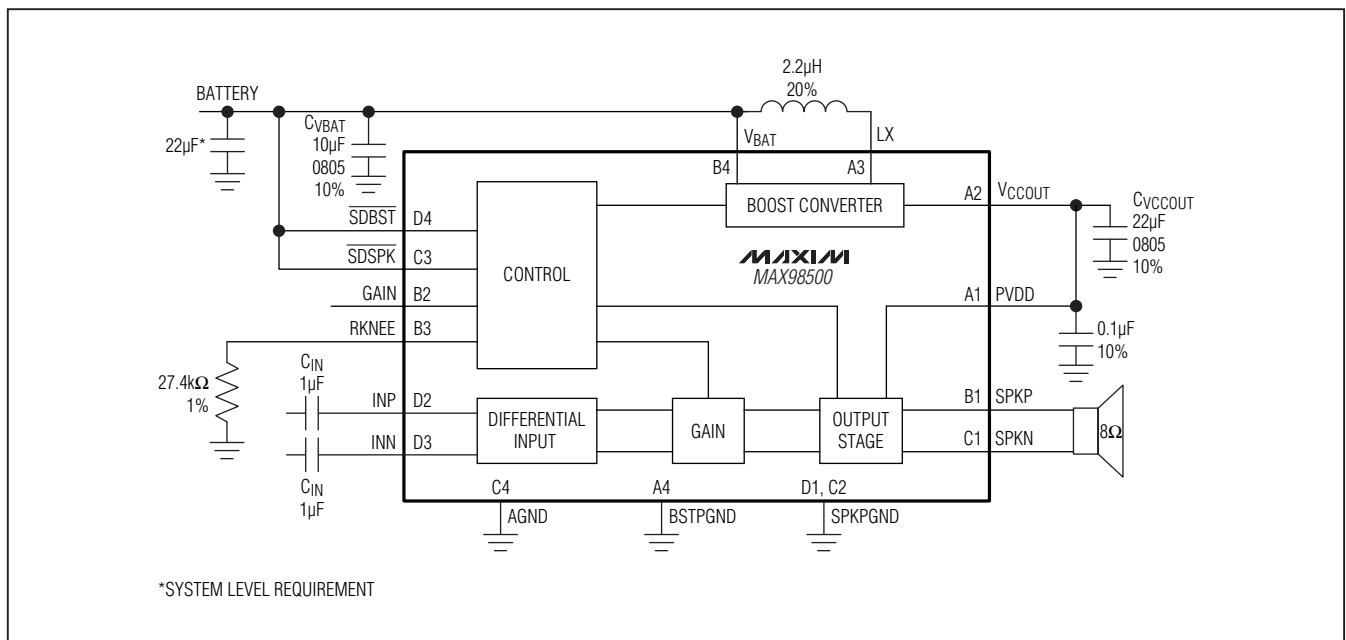 2.2µH
20%
BATTERY
22µF*
CVBAT
10µF
0805
10%
VBAT
LX
B4
A3
BOOST CONVERTER
A2
VCCOUT
CVCCOUT
22µF
0805
10%
SDBST
D4
SDSPK
C3
CONTROL
MAXIM
MAX98500
GAIN
B2
RKNEE
B3
A1
PVDD
0.1µF
10%
27.4kΩ
1%
CIN
1µF
INP
D2
INN
D3
CIN
1µF
DIFFERENTIAL
INPUT
GAIN
OUTPUT
STAGE
B1
SPKP
C1
SPKN
8Ω
C4
AGND
A4
BSTPGND
D1, C2
SPKPGND
*SYSTEM LEVEL REQUIREMENT